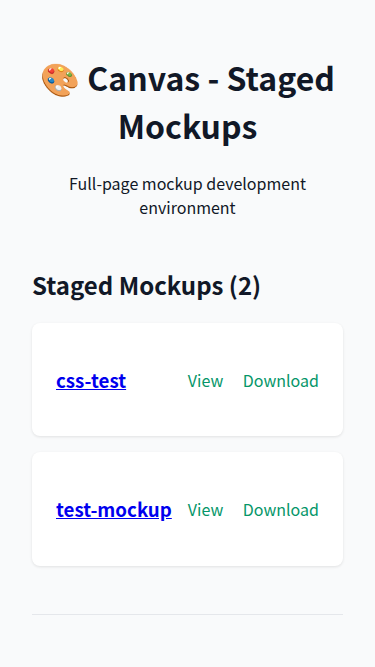 🎨 Canvas - Staged
Mockups
Full-page mockup development
environment
Staged Mockups (2)
css-test View Download
test-mockup View Download